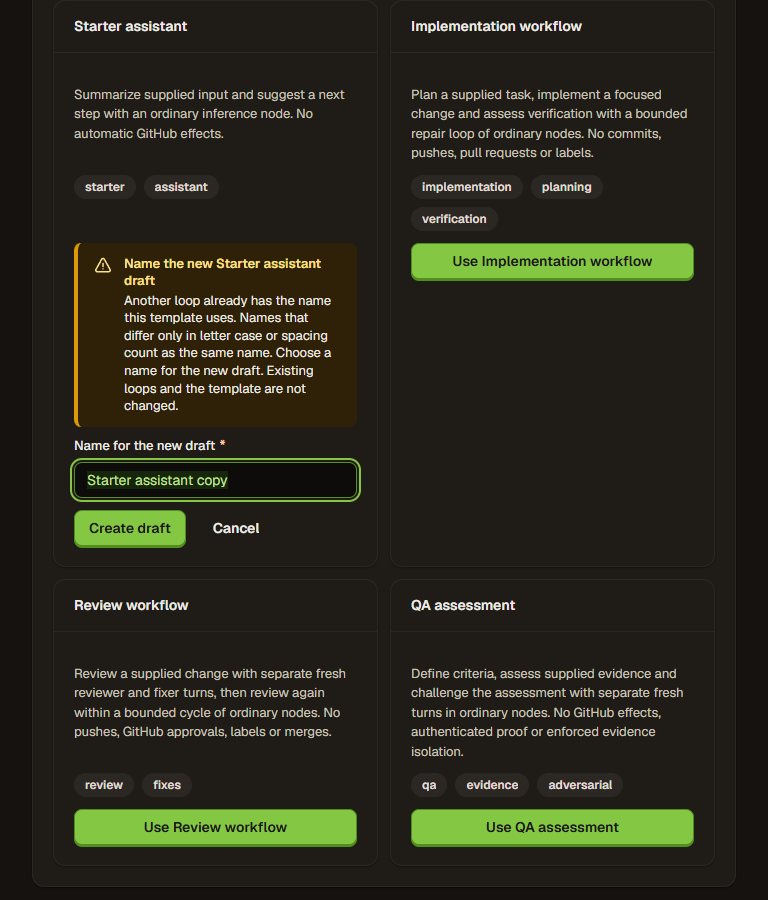 Starter assistant
Summarize supplied input and suggest a next
step with an ordinary inference node. No
automatic GitHub effects.
starter
assistant
Name the new Starter assistant
draft
Another loop already has the name
this template uses. Names that
differ only in letter case or spacing
count as the same name. Choose a
name for the new draft. Existing
loops and the template are not
changed.
Name for the new draft *
Starter assistant copy
Create draft
Cancel
Implementation workflow
Plan a supplied task, implement a focused
change and assess verification with a bounded
repair loop of ordinary nodes. No commits,
pushes, pull requests or labels.
implementation
planning
verification
Use Implementation workflow
Review workflow
Review a supplied change with separate fresh
reviewer and fixer turns, then review again
within a bounded cycle of ordinary nodes. No
pushes, GitHub approvals, labels or merges.
review
fixes
Use Review workflow
QA assessment
Define criteria, assess supplied evidence and
challenge the assessment with separate fresh
turns in ordinary nodes. No GitHub effects,
authenticated proof or enforced evidence
isolation.
qa
evidence
adversarial
Use QA assessment